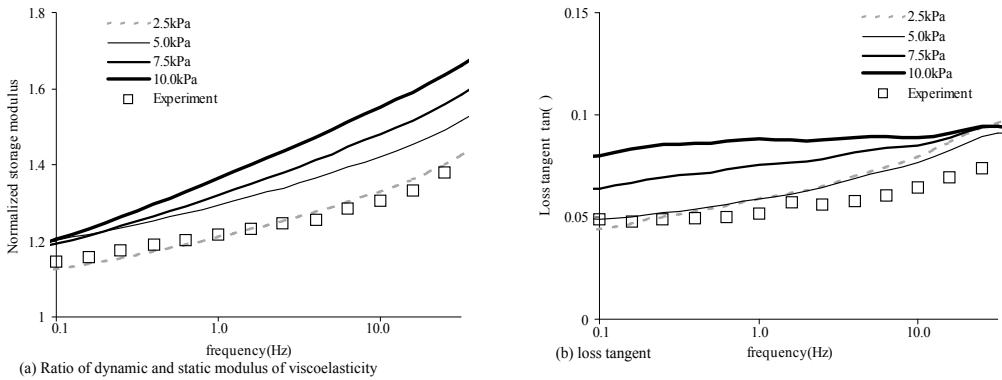 1.8
1.6
1.4
1.2
1
Normalized storage modulus
2.5kPa
5.0kPa
7.5kPa
10.0kPa
Experiment
0.1
1.0
10.0
frequency(Hz)
(a) Ratio of dynamic and static modulus of viscoelasticity
0.15
0.1
0.05
0
Loss tangent tan( )
2.5kPa
5.0kPa
7.5kPa
10.0kPa
Experiment
0.1
1.0
10.0
frequency(Hz)
(b) loss tangent